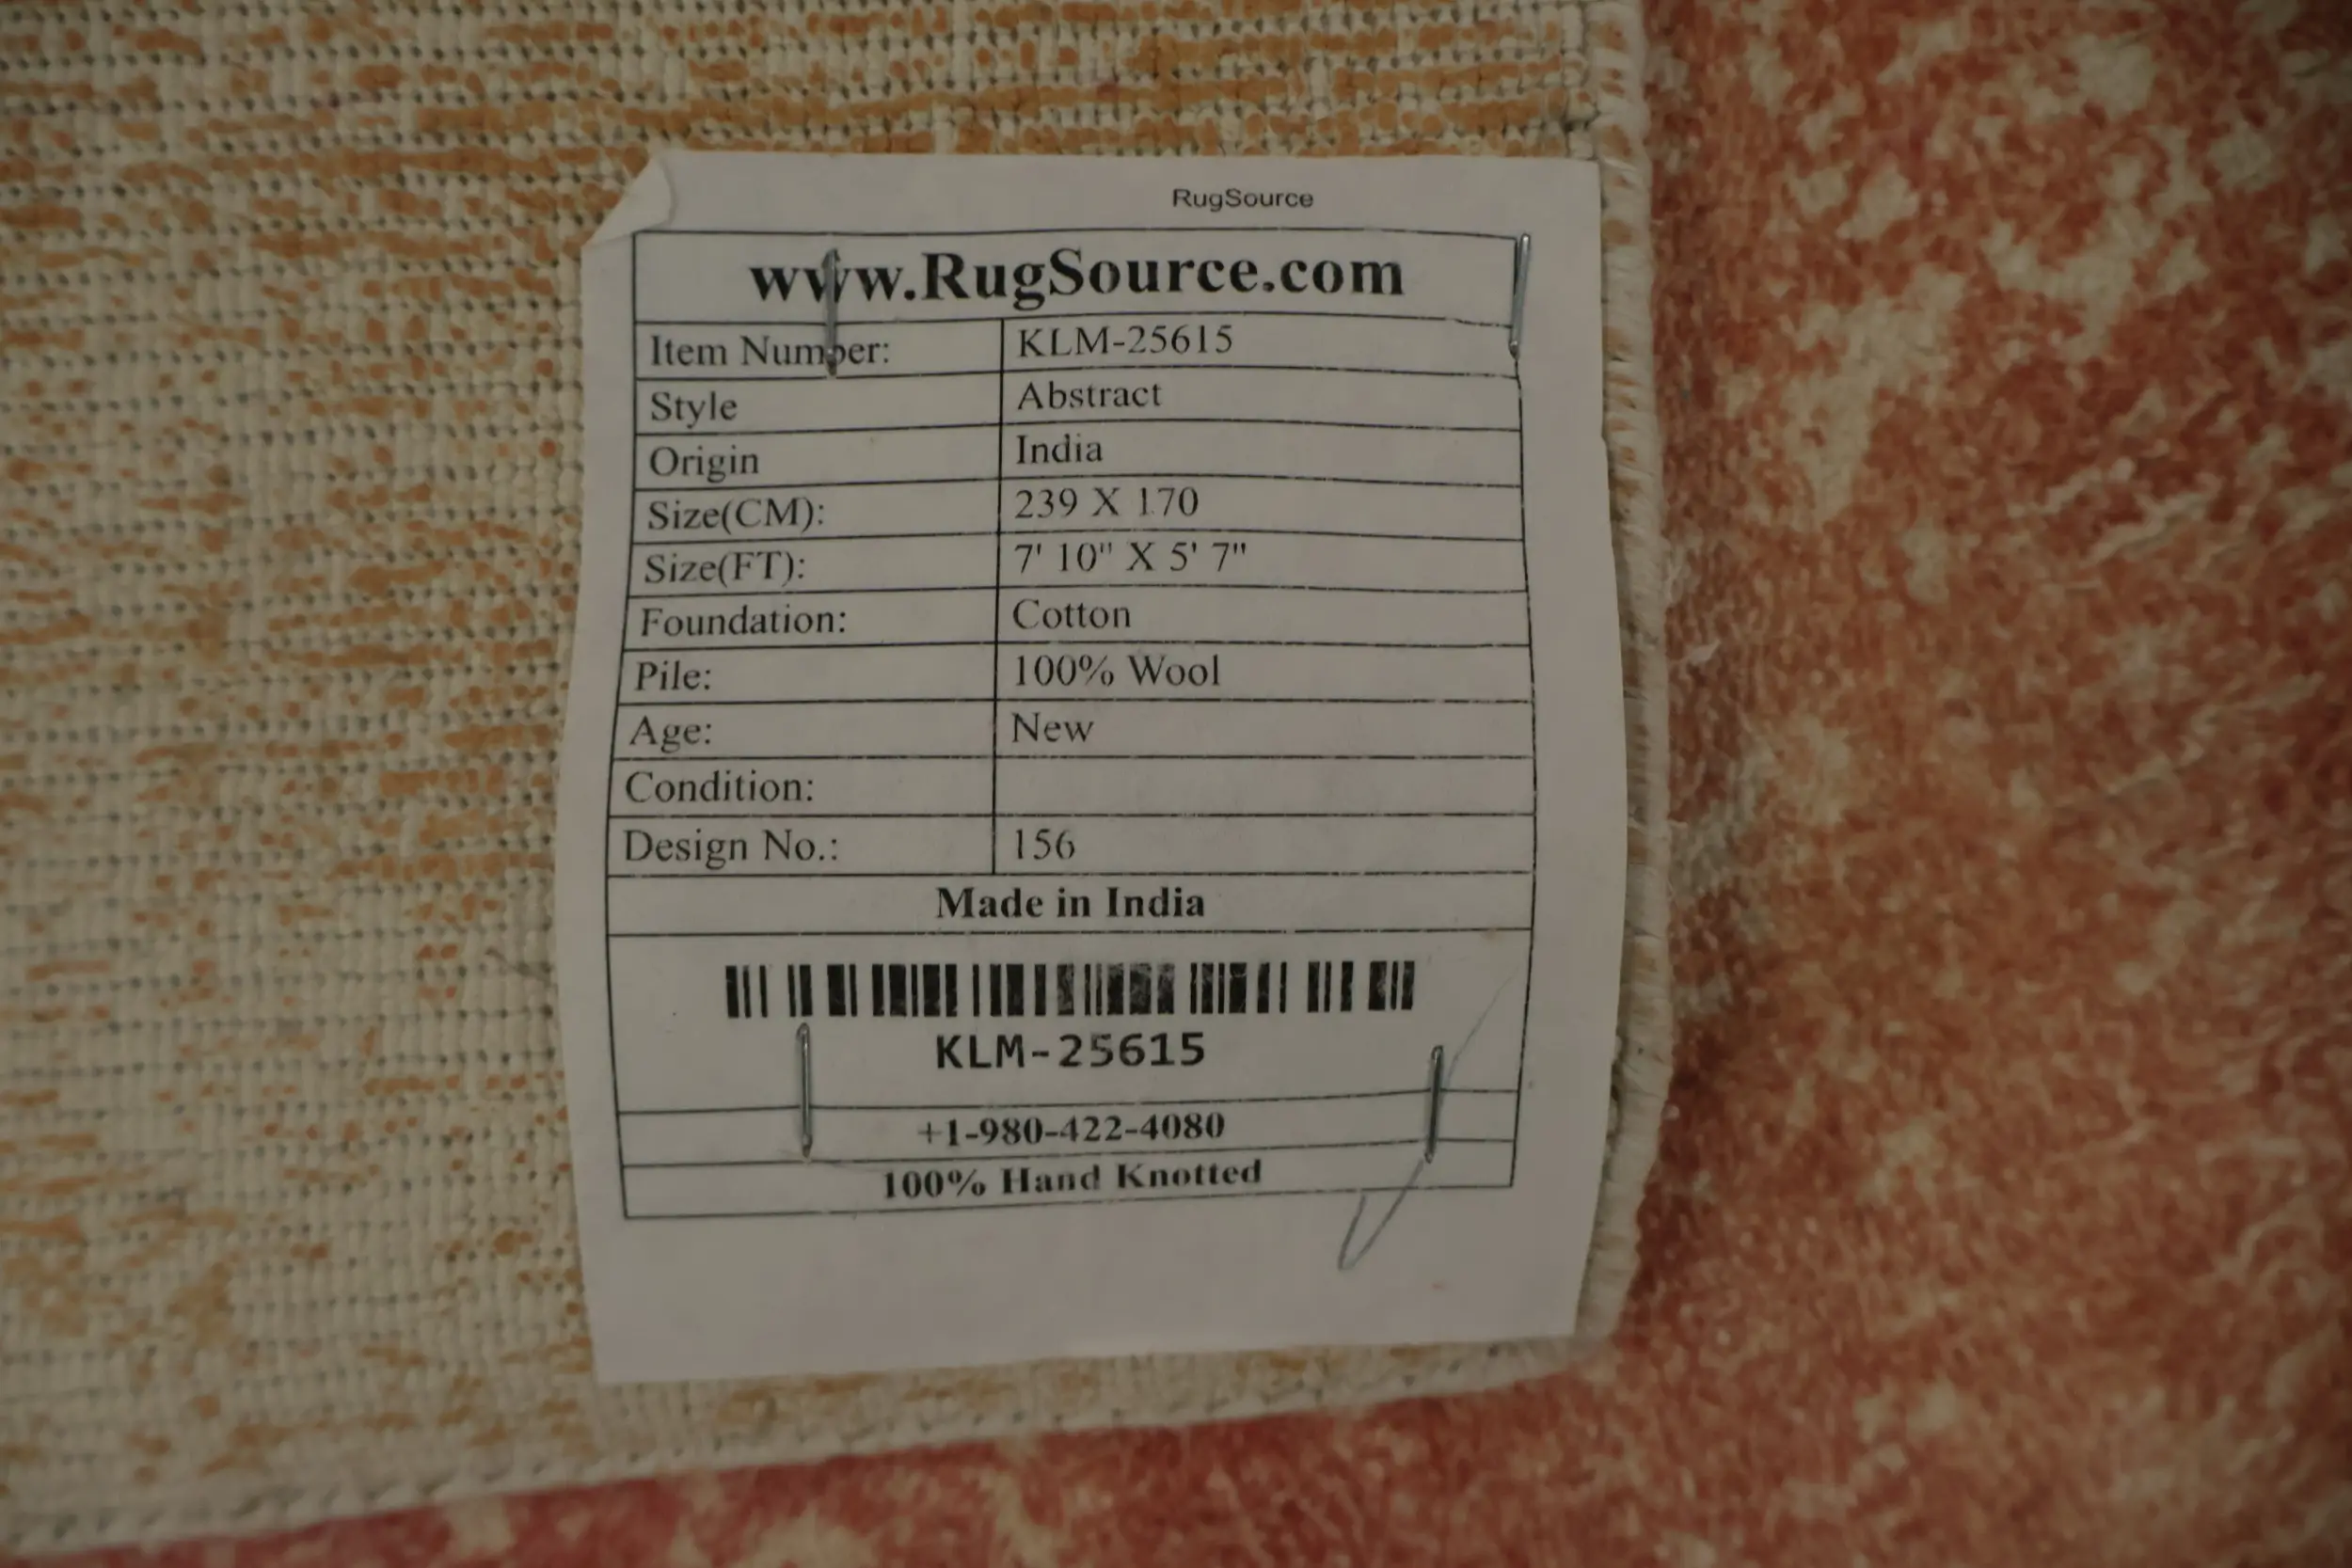 RugSource
www.RugSource.com
Item Number: KLM-25615
Style Abstract
Origin India
Size(CM): 239 X 170
Size(FT): 7' 10" X 5' 7"
Foundation: Cotton
Pile: 100% Wool
Age: New
Condition:
Design No.: 156
Made in India
KLM-25615
+1-980-422-4080
100% Hand Knotted